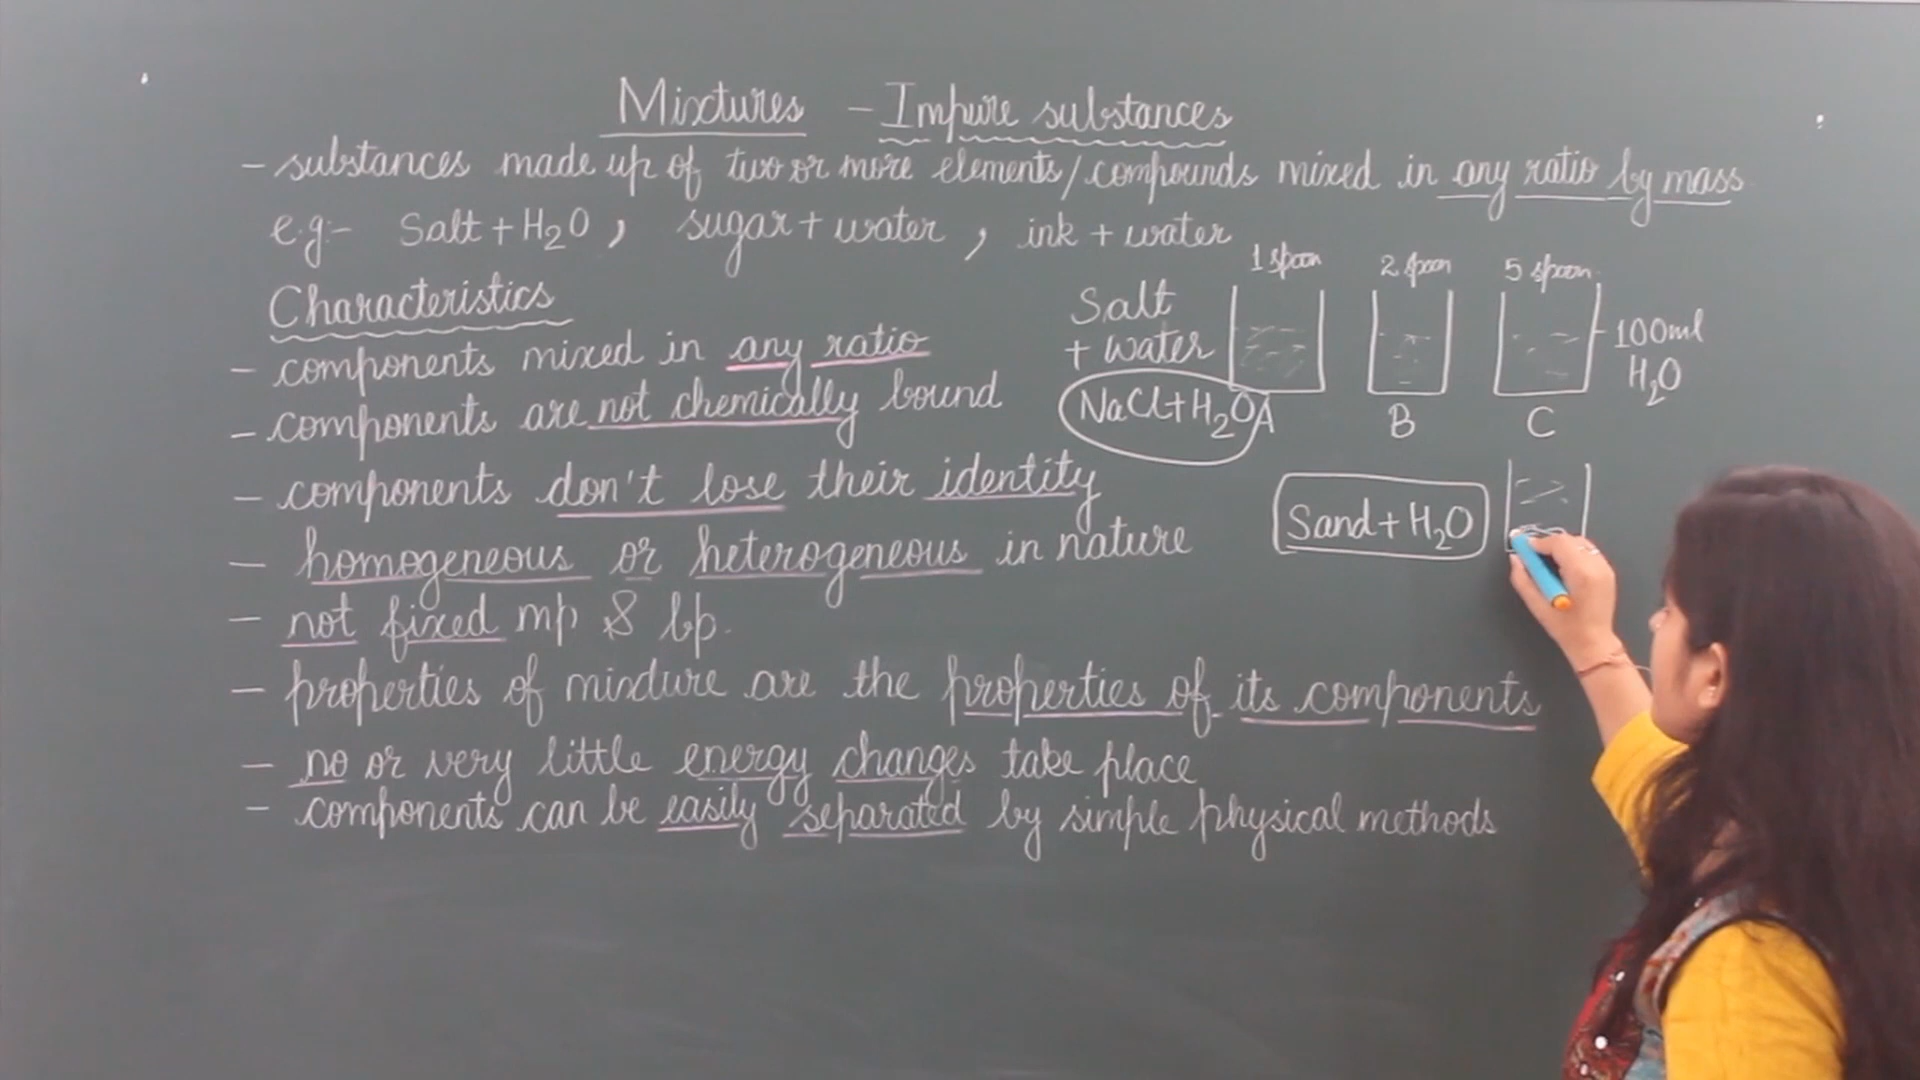 Mixtures - Impure substances
- substances made up of two or more elements/compounds mixed in any ratio by mass
e.g:- Salt + H₂O, sugar + water, ink + water
Characteristics
- components mixed in any ratio
- components are not chemically bound
- components don't lose their identity
- homogeneous or heterogeneous in nature
- not fixed mp & bp.
- properties of mixture are the properties of its components
- no or very little energy changes take place
- components can be easily separated by simple physical methods
1 spoon 2 spoon 5 spoon
Salt
+ water
100ml
H₂O
NaCl + H₂O
A B C
Sand + H₂O